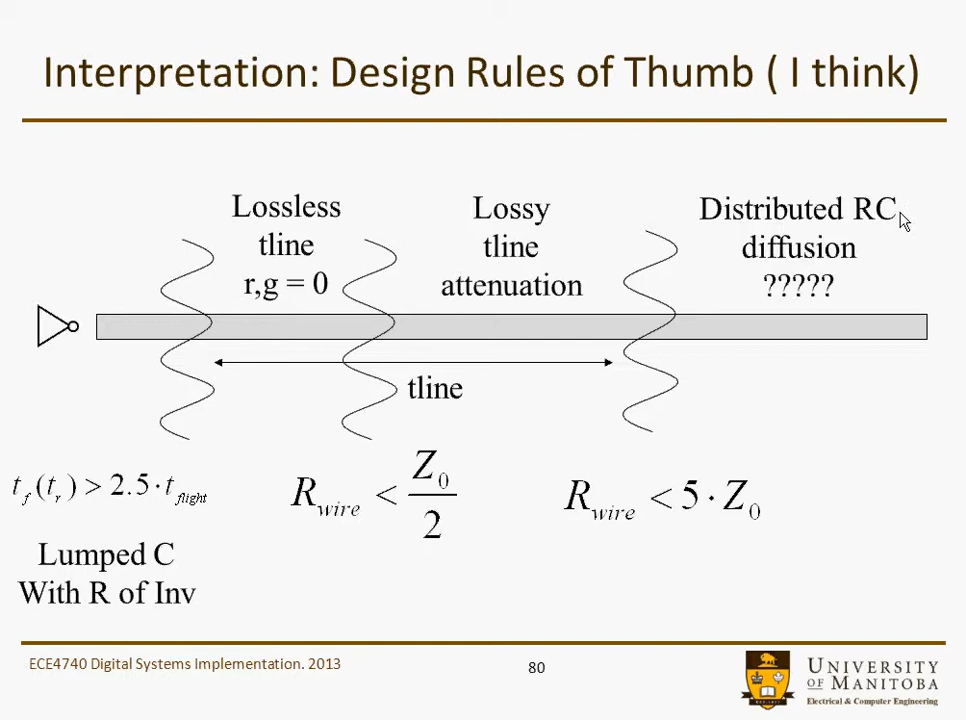 Interpretation: Design Rules of Thumb ( I think)
Lossless
tline
r,g = 0
Lossy
tline
attenuation
Distributed RC
diffusion
?????
tline
t_f(t_r) > 2.5·t_flight
R_wire < Z_0/2
R_wire < 5·Z_0
Lumped C
With R of Inv
ECE4740 Digital Systems Implementation. 2013
80
UNIVERSITY
OF MANITOBA
Electrical & Computer Engineering